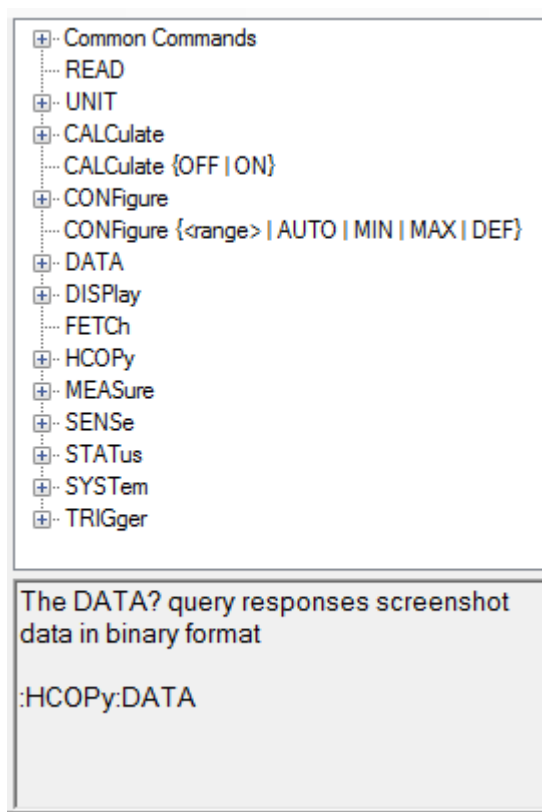 Common Commands
READ
UNIT
CALCulate
CALCulate {OFF | ON}
CONFigure
CONFigure {<range> | AUTO | MIN | MAX | DEF}
DATA
DISPlay
FETCh
HCOPy
MEASure
SENSe
STATus
SYSTem
TRIGger
The DATA? query responses screenshot
data in binary format
:HCOPy:DATA